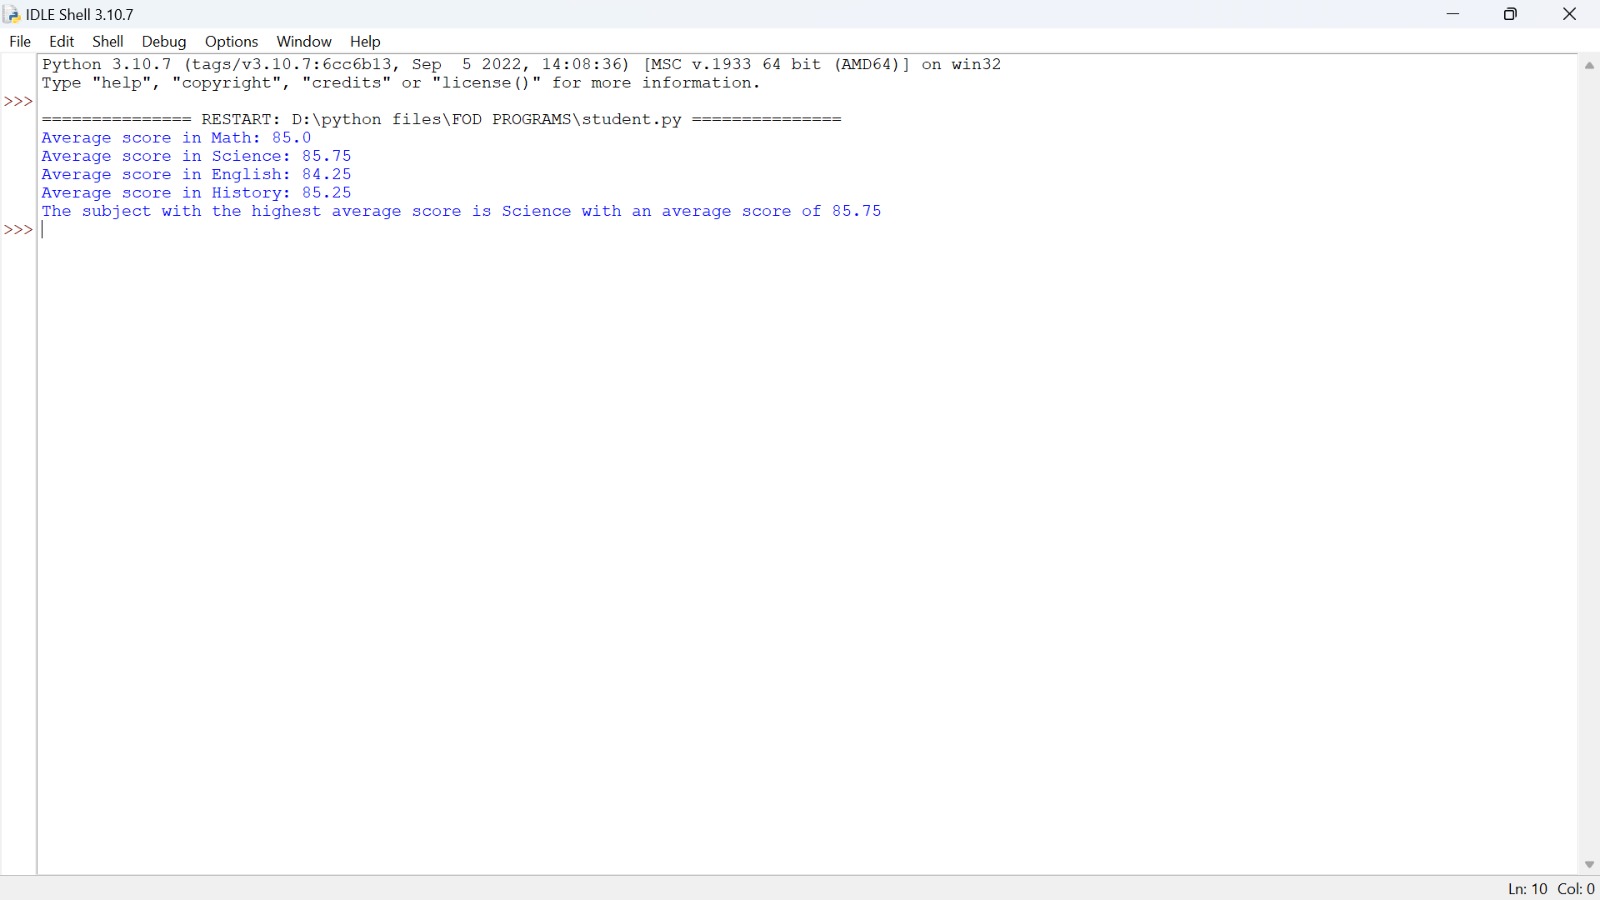 IDLE Shell 3.10.7
File Edit Shell Debug Options Window Help
Python 3.10.7 (tags/v3.10.7:6cc6b13, Sep  5 2022, 14:08:36) [MSC v.1933 64 bit (AMD64)] on win32
Type "help", "copyright", "credits" or "license()" for more information.
>>>
=============== RESTART: D:\python files\FOD PROGRAMS\student.py ===============
Average score in Math: 85.0
Average score in Science: 85.75
Average score in English: 84.25
Average score in History: 85.25
The subject with the highest average score is Science with an average score of 85.75
>>>
Ln: 10 Col: 0